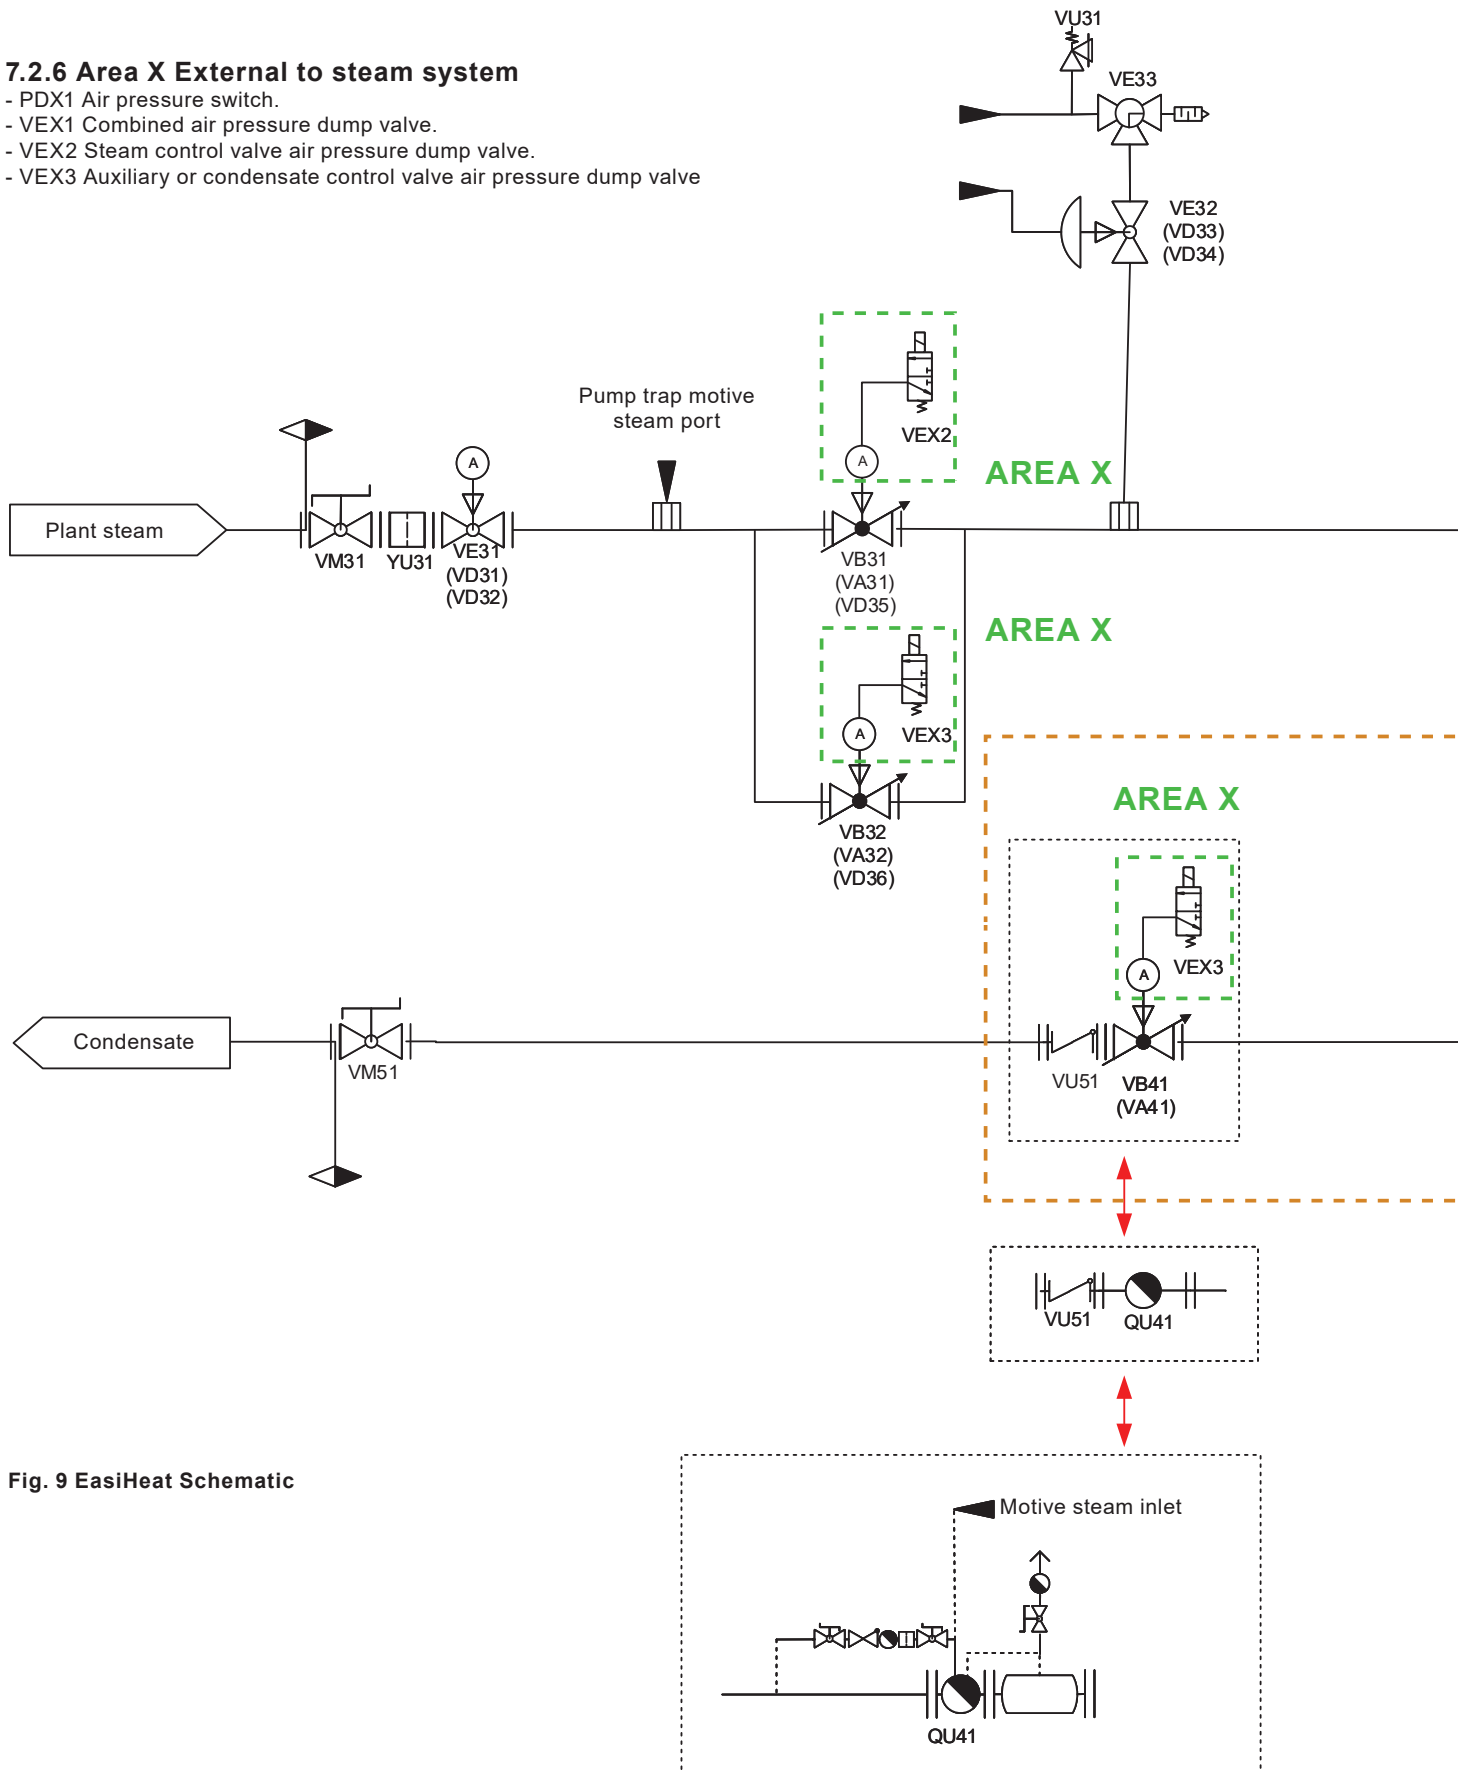 7.2.6 Area X External to steam system
- PDX1 Air pressure switch.
- VEX1 Combined air pressure dump valve.
- VEX2 Steam control valve air pressure dump valve.
- VEX3 Auxiliary or condensate control valve air pressure dump valve
VU31
VE33
VE32
(VD33)
(VD34)
Pump trap motive
steam port
VEX2
A
AREA X
A
Plant steam
VM31
YU31
VE31
(VD31)
(VD32)
VB31
(VA31)
(VD35)
AREA X
VEX3
A
VB32
(VA32)
(VD36)
AREA X
VEX3
A
Condensate
VM51
VU51
VB41
(VA41)
VU51
QU41
Fig. 9 EasiHeat Schematic
Motive steam inlet
QU41